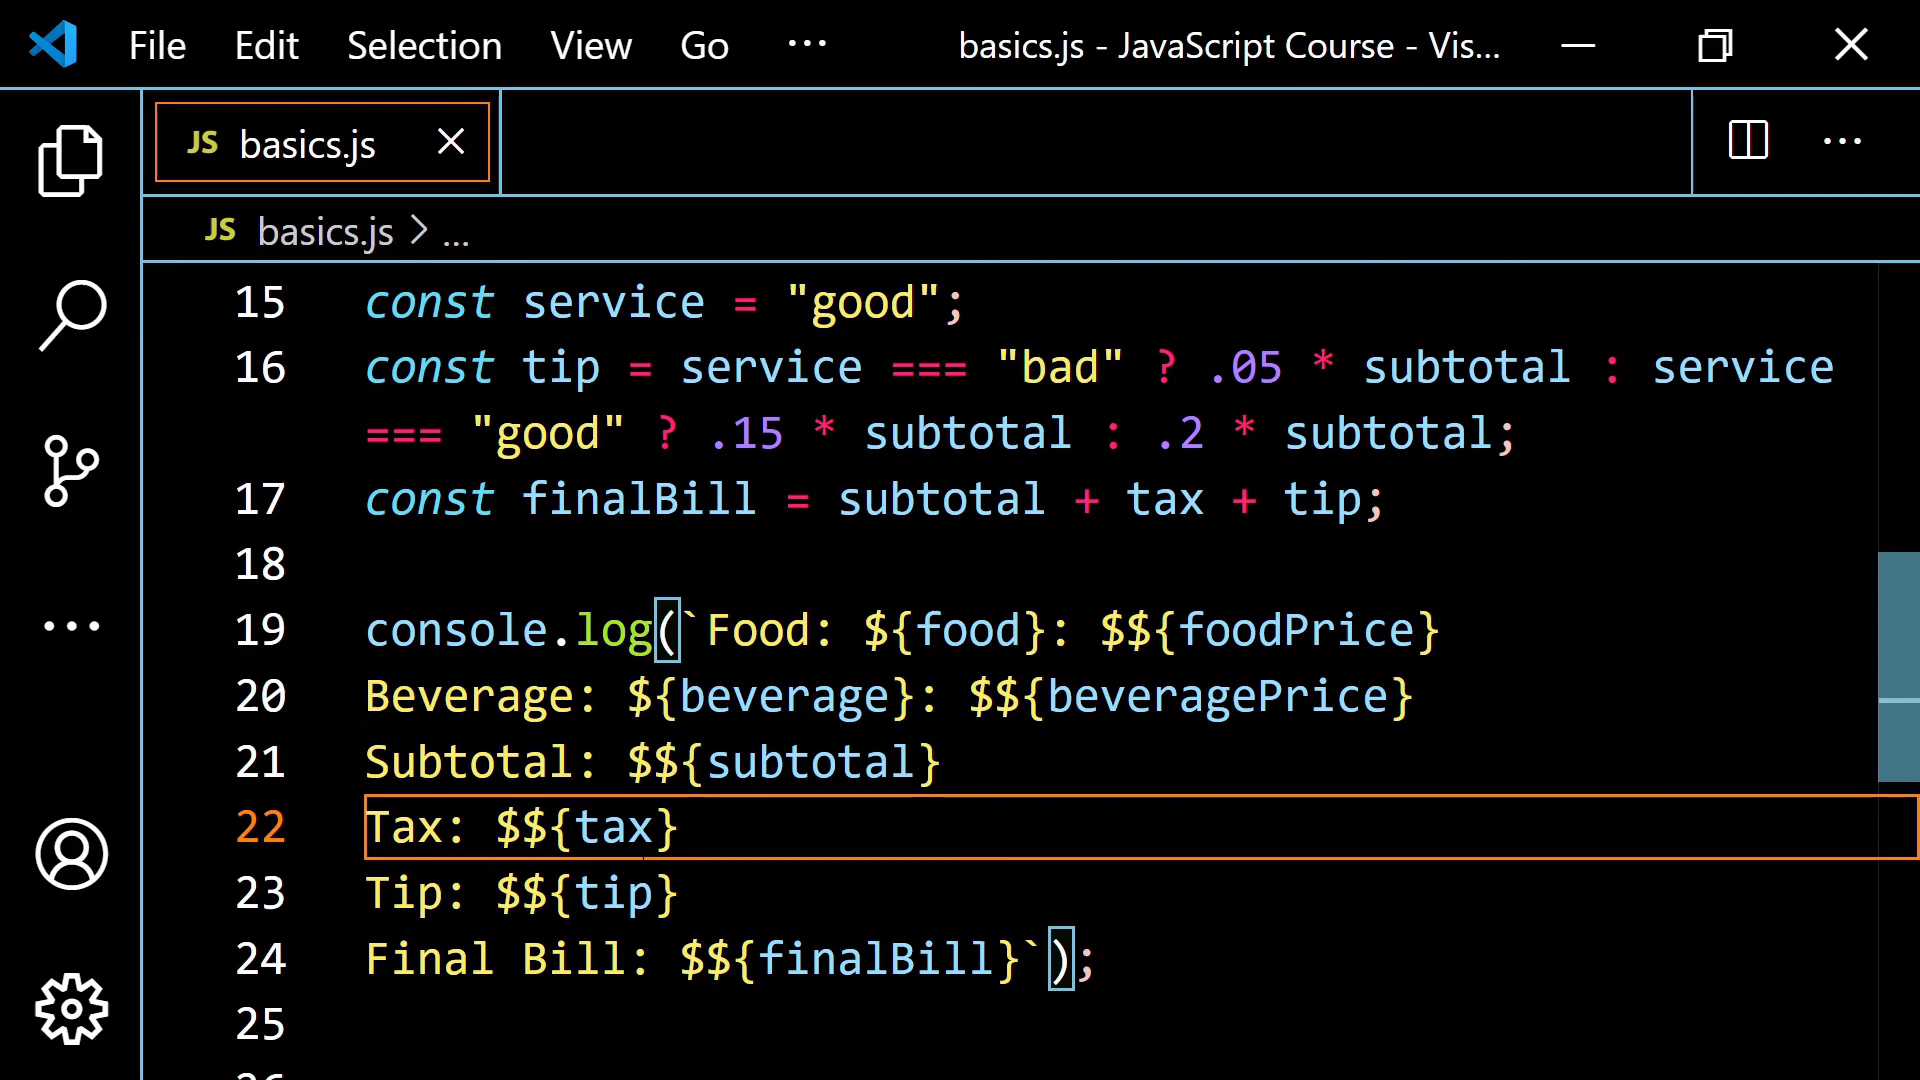 File Edit Selection View Go ... basics.js - JavaScript Course - Vis...
JS basics.js
JS basics.js > ...
15 const service = "good";
16 const tip = service === "bad" ? .05 * subtotal : service
=== "good" ? .15 * subtotal : .2 * subtotal;
17 const finalBill = subtotal + tax + tip;
18
19 console.log(`Food: ${food}: $${foodPrice}
20 Beverage: ${beverage}: $${beveragePrice}
21 Subtotal: $${subtotal}
22 Tax: $${tax}
23 Tip: $${tip}
24 Final Bill: $${finalBill}`);
25